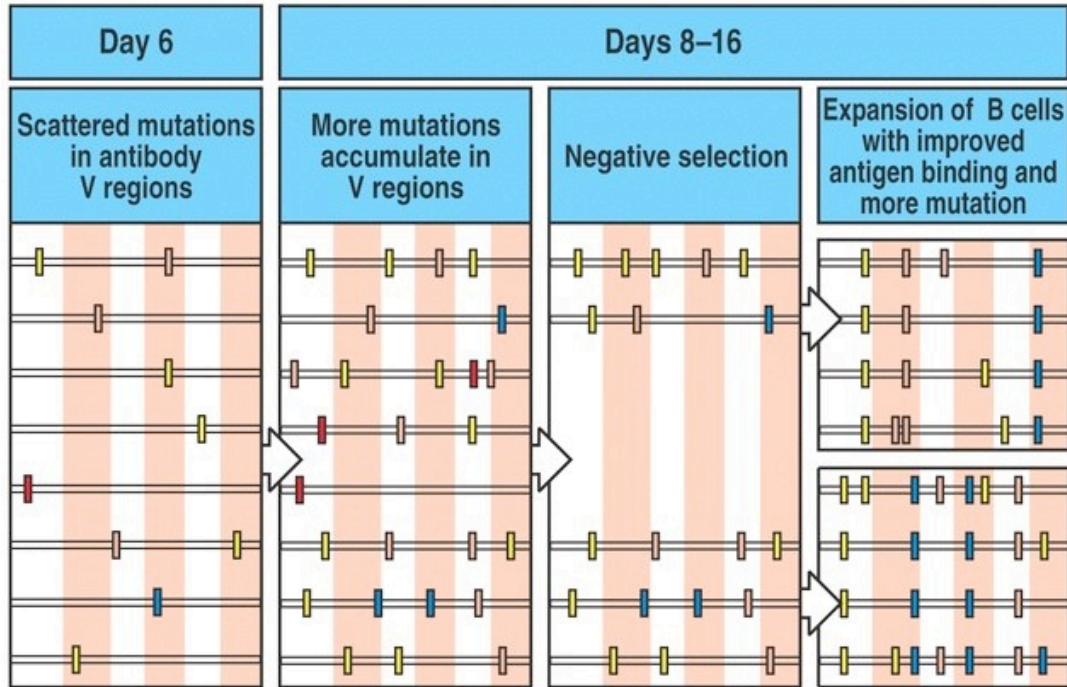 Day 6
Days 8–16
Scattered mutations
in antibody
V regions
More mutations
accumulate in
V regions
Negative selection
Expansion of B cells
with improved
antigen binding and
more mutation